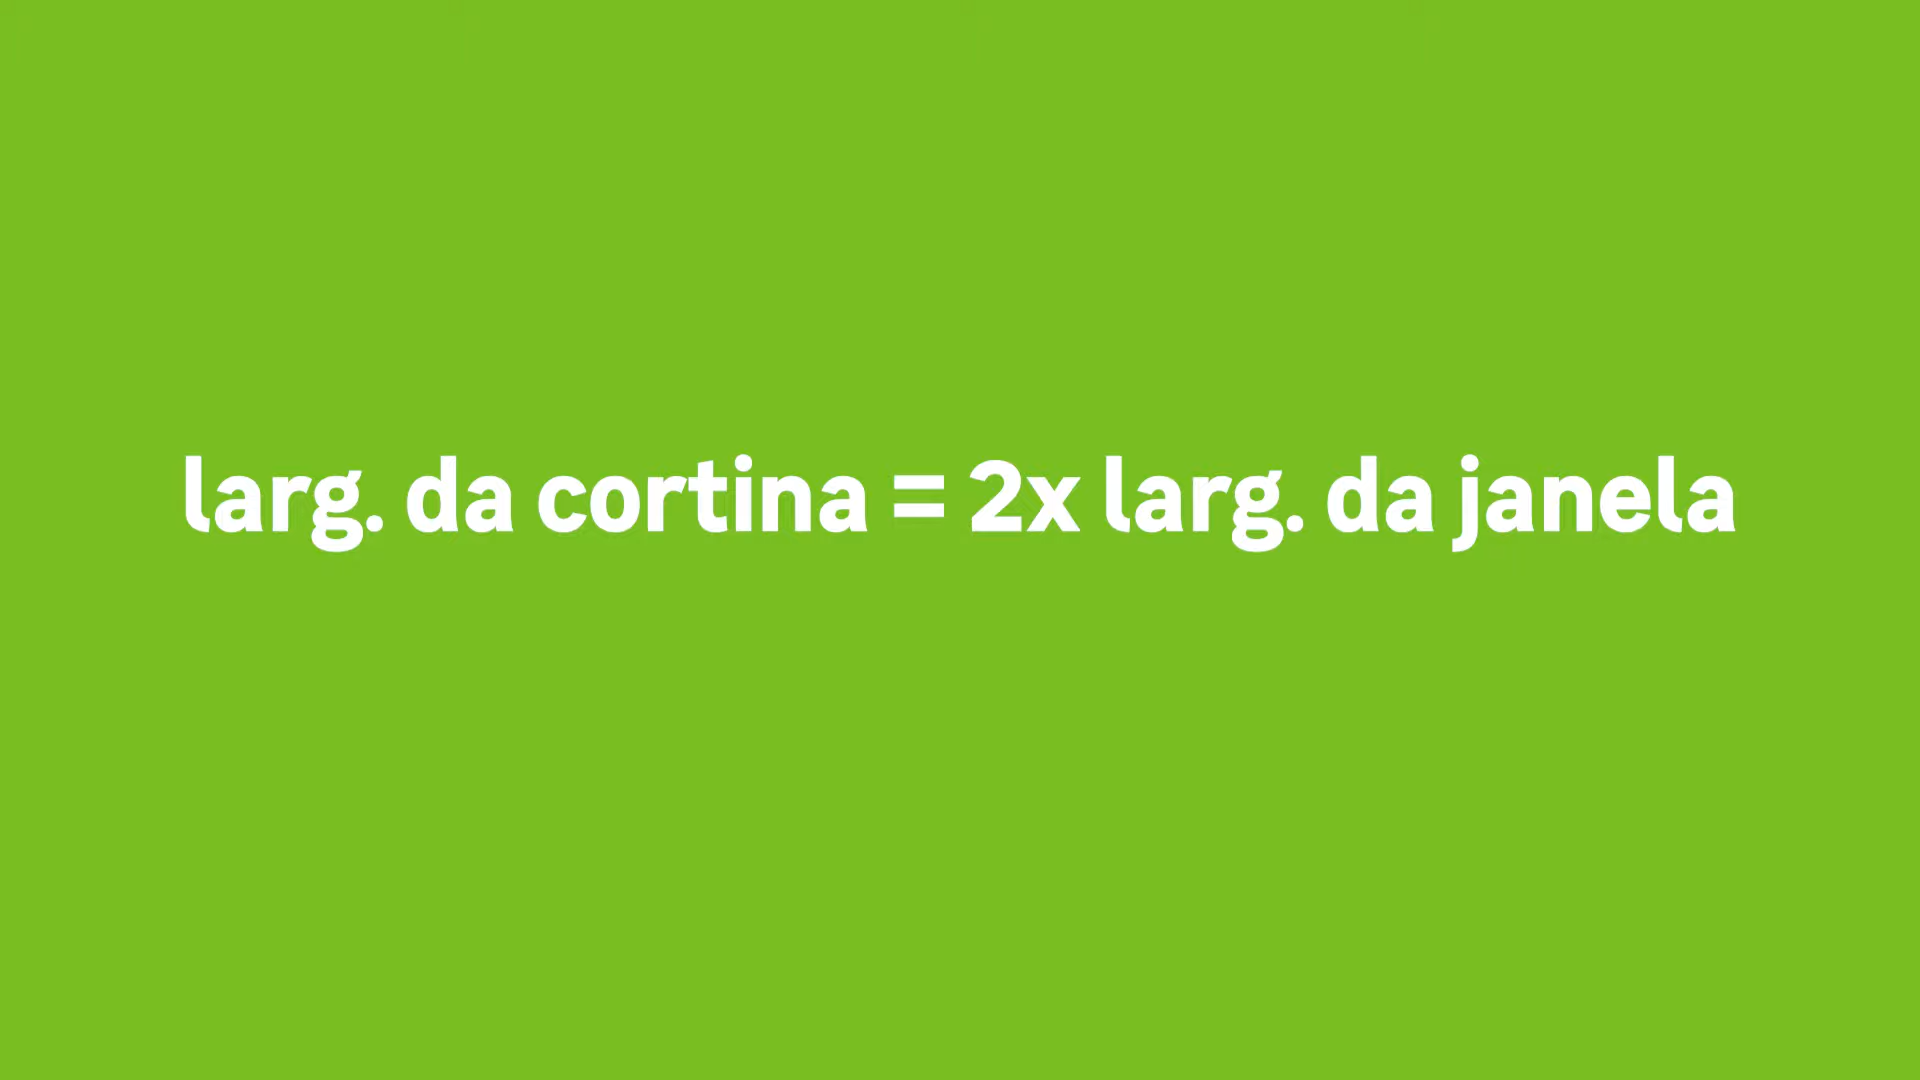 larg. da cortina = 2x larg. da janela